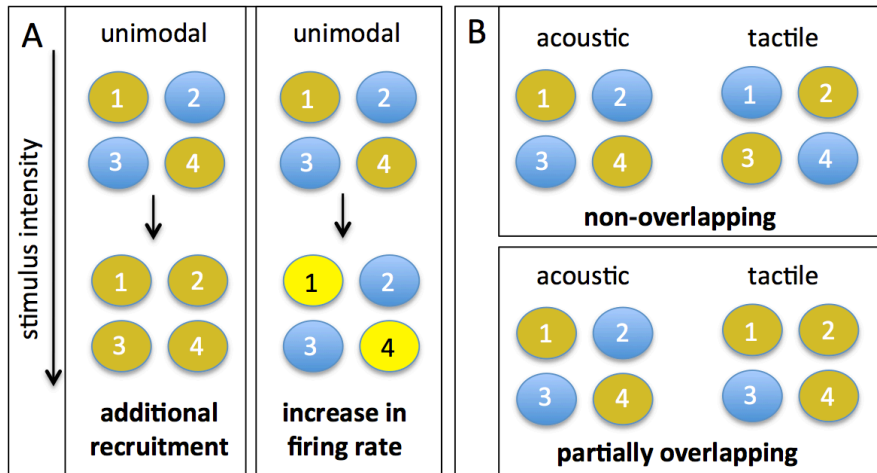 A
stimulus intensity
unimodal
1 2
3 4
1 2
3 4
additional
recruitment
unimodal
1 2
3 4
1 2
3 4
increase in
firing rate
B
acoustic tactile
1 2 1 2
3 4 3 4
non-overlapping
acoustic tactile
1 2 1 2
3 4 3 4
partially overlapping